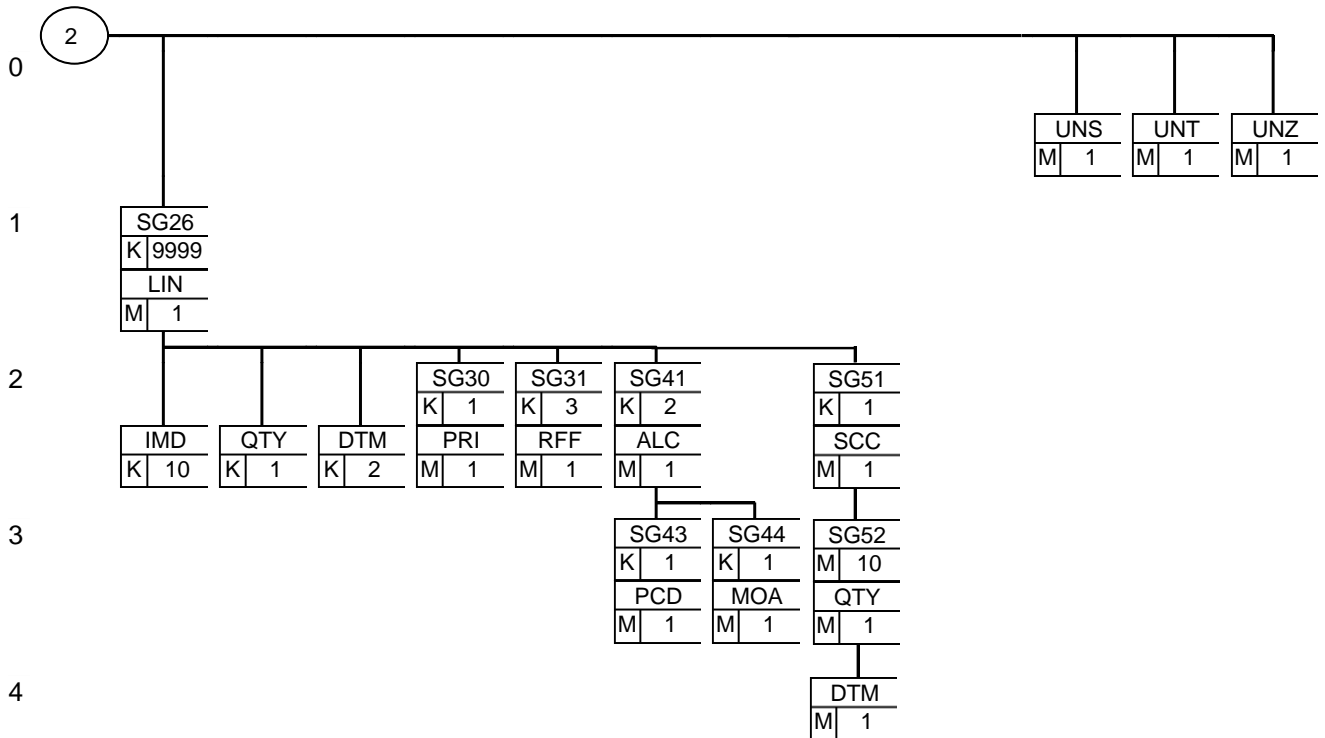 2
0
UNS UNT UNZ
M 1 M 1 M 1
1 SG26
K 9999
LIN
M 1
2 SG30 SG31 SG41 SG51
K 1 K 3 K 2 K 1
IMD QTY DTM PRI RFF ALC SCC
K 10 K 1 K 2 M 1 M 1 M 1 M 1
3 SG43 SG44 SG52
K 1 K 1 M 10
PCD MOA QTY
M 1 M 1 M 1
4 DTM
M 1